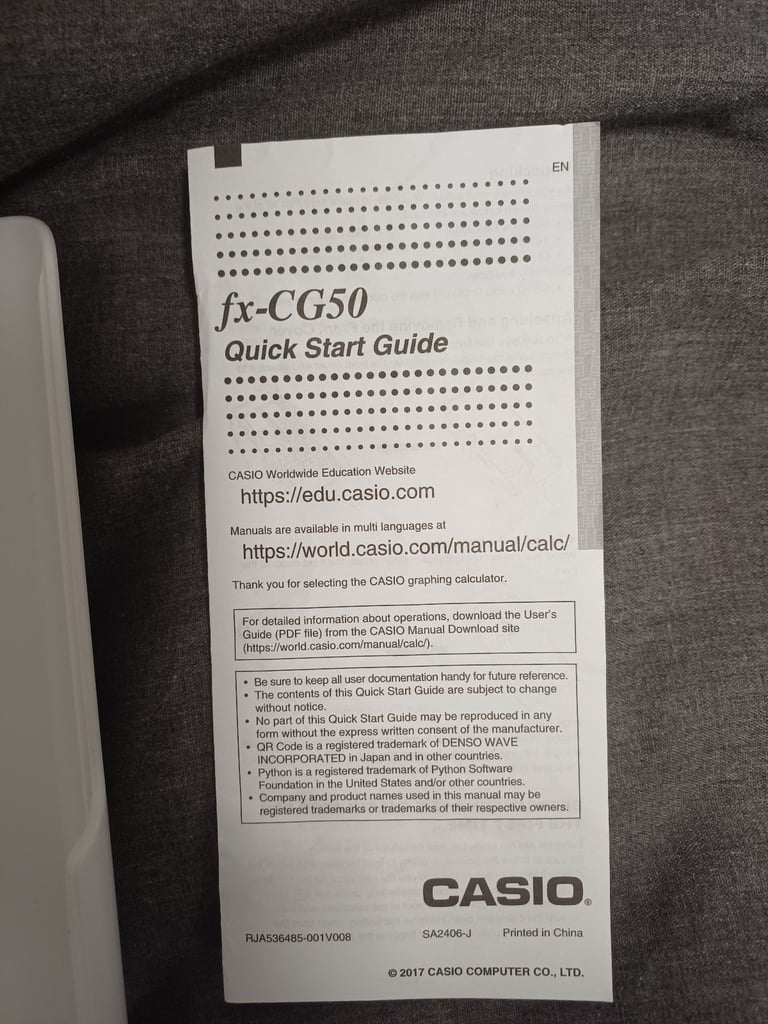 EN
fx-CG50
Quick Start Guide
CASIO Worldwide Education Website
https://edu.casio.com
Manuals are available in multi languages at
https://world.casio.com/manual/calc/
Thank you for selecting the CASIO graphing calculator.
For detailed information about operations, download the User's
Guide (PDF file) from the CASIO Manual Download site
(https://world.casio.com/manual/calc/).
• Be sure to keep all user documentation handy for future reference.
• The contents of this Quick Start Guide are subject to change
without notice.
• No part of this Quick Start Guide may be reproduced in any
form without the express written consent of the manufacturer.
• QR Code is a registered trademark of DENSO WAVE
INCORPORATED in Japan and in other countries.
• Python is a registered trademark of Python Software
Foundation in the United States and/or other countries.
• Company and product names used in this manual may be
registered trademarks or trademarks of their respective owners.
CASIO®
RJA536485-001V008 SA2406-J Printed in China
© 2017 CASIO COMPUTER CO., LTD.